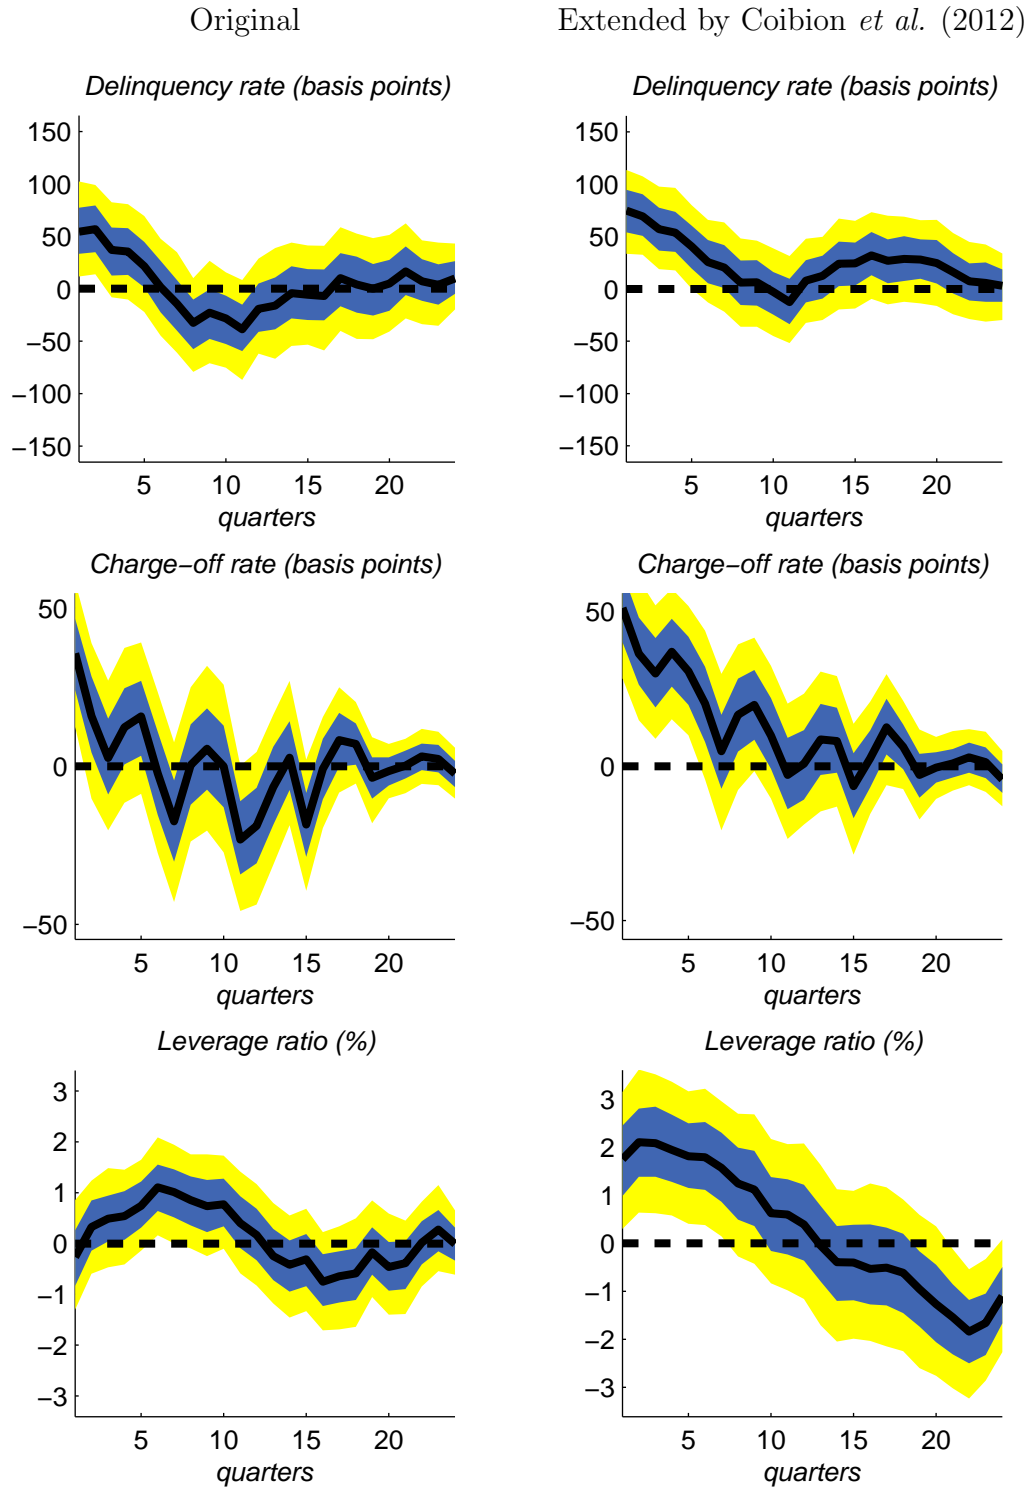 Original
Extended by Coibion et al. (2012)
Delinquency rate (basis points)
150
100
50
0
−50
−100
−150
5 10 15 20
quarters
Delinquency rate (basis points)
150
100
50
0
−50
−100
−150
5 10 15 20
quarters
Charge−off rate (basis points)
50
0
−50
5 10 15 20
quarters
Charge−off rate (basis points)
50
0
−50
5 10 15 20
quarters
Leverage ratio (%)
3
2
1
0
−1
−2
−3
5 10 15 20
quarters
Leverage ratio (%)
3
2
1
0
−1
−2
−3
5 10 15 20
quarters